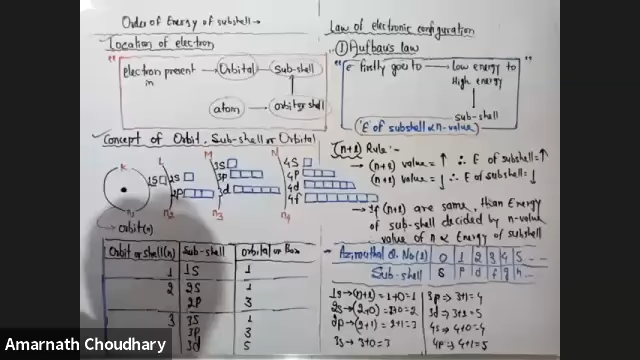 Order of Energy of subshell →
Location of electron
" electron present → Orbital → Sub-shell
in
atom ← orbit or shell
Concept of Orbit, Sub-shell or Orbital
K L M N
1S 2S 3S 4S
2P 3P 4P
3d 4d
4f
n1 n2 n3 n4
→ orbit(n)
Orbit or shell(n) Sub-shell Orbital or Box
1 1S 1
2 2S 1
2P 3
3 3S 1
3P 3
3d 5
Law of electronic configuration
① Aufbau's law
" e- firstly goes to → Low energy to "
High energy
↓
sub-shell
('E' of subshell ∝ n-value)
(n+l) Rule:-
→ (n+l) value = ↑ ∴ E of subshell = ↑
(n+l) value = ↓ ∴ E of subshell = ↓
→ If (n+l) are same, than Energy
of sub-shell decided by n-value
value of n ∝ Energy of subshell
Azimuthal Q. No(l) 0 1 2 3 4 5 ...
Sub-shell S P d f g h ...
1S → (n+l) = 1+0 = 1
2S → (2+0) = 2+0 = 2
2P → (2+1) = 2+1 = 3
3S → 3+0 = 3
3P → 3+1 = 4
3d → 3+2 = 5
4S → 4+0 = 4
4P → 4+1 = 5
Amarnath Choudhary